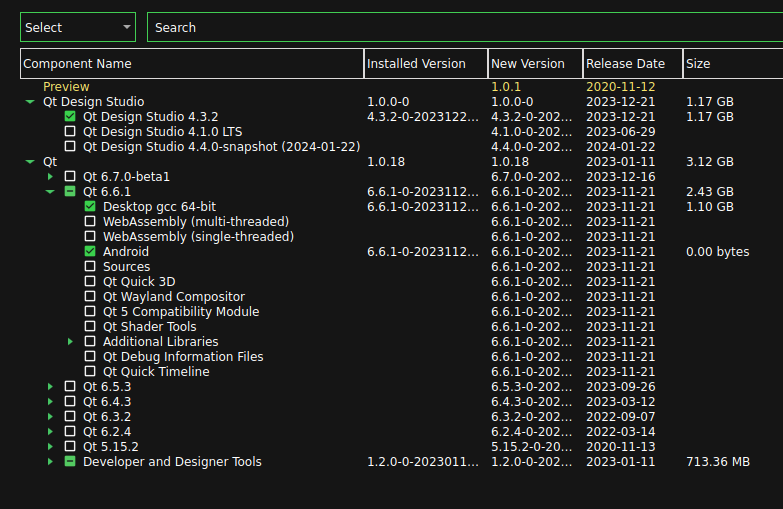 Select Search
Component Name Installed Version New Version Release Date Size
Preview 1.0.1 2020-11-12
Qt Design Studio 1.0.0-0 1.0.0-0 2023-12-21 1.17 GB
Qt Design Studio 4.3.2 4.3.2-0-2023122... 4.3.2-0-202... 2023-12-21 1.17 GB
Qt Design Studio 4.1.0 LTS 4.1.0-0-202... 2023-06-29
Qt Design Studio 4.4.0-snapshot (2024-01-22) 4.4.0-0-202... 2024-01-22
Qt 1.0.18 1.0.18 2023-01-11 3.12 GB
Qt 6.7.0-beta1 6.7.0-0-202... 2023-12-16
Qt 6.6.1 6.6.1-0-2023112... 6.6.1-0-202... 2023-11-21 2.43 GB
Desktop gcc 64-bit 6.6.1-0-2023112... 6.6.1-0-202... 2023-11-21 1.10 GB
WebAssembly (multi-threaded) 6.6.1-0-202... 2023-11-21
WebAssembly (single-threaded) 6.6.1-0-202... 2023-11-21
Android 6.6.1-0-2023112... 6.6.1-0-202... 2023-11-21 0.00 bytes
Sources 6.6.1-0-202... 2023-11-21
Qt Quick 3D 6.6.1-0-202... 2023-11-21
Qt Wayland Compositor 6.6.1-0-202... 2023-11-21
Qt 5 Compatibility Module 6.6.1-0-202... 2023-11-21
Qt Shader Tools 6.6.1-0-202... 2023-11-21
Additional Libraries 6.6.1-0-202... 2023-11-21
Qt Debug Information Files 6.6.1-0-202... 2023-11-21
Qt Quick Timeline 6.6.1-0-202... 2023-11-21
Qt 6.5.3 6.5.3-0-202... 2023-09-26
Qt 6.4.3 6.4.3-0-202... 2023-03-12
Qt 6.3.2 6.3.2-0-202... 2022-09-07
Qt 6.2.4 6.2.4-0-202... 2022-03-14
Qt 5.15.2 5.15.2-0-20... 2020-11-13
Developer and Designer Tools 1.2.0-0-2023011... 1.2.0-0-202... 2023-01-11 713.36 MB